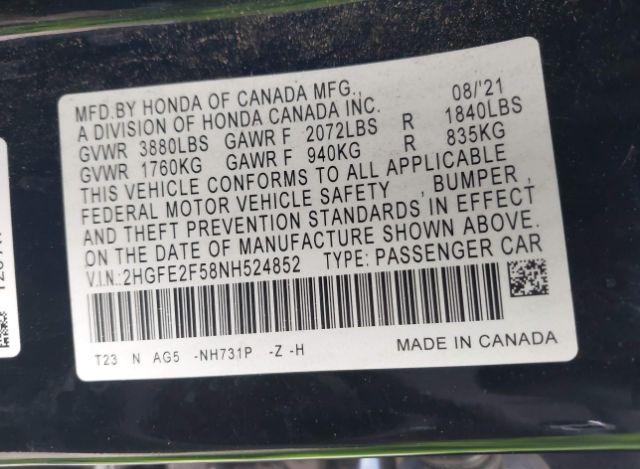 MFD.BY HONDA OF CANADA MFG., 08/'21
A DIVISION OF HONDA CANADA INC.
GVWR 3880LBS GAWR F 2072LBS R 1840LBS
GVWR 1760KG GAWR F 940KG R 835KG
THIS VEHICLE CONFORMS TO ALL APPLICABLE
FEDERAL MOTOR VEHICLE SAFETY , BUMPER ,
AND THEFT PREVENTION STANDARDS IN EFFECT
ON THE DATE OF MANUFACTURE SHOWN ABOVE.
V.I.N.:2HGFE2F58NH524852 TYPE: PASSENGER CAR
T23 N AG5 -NH731P -Z -H MADE IN CANADA